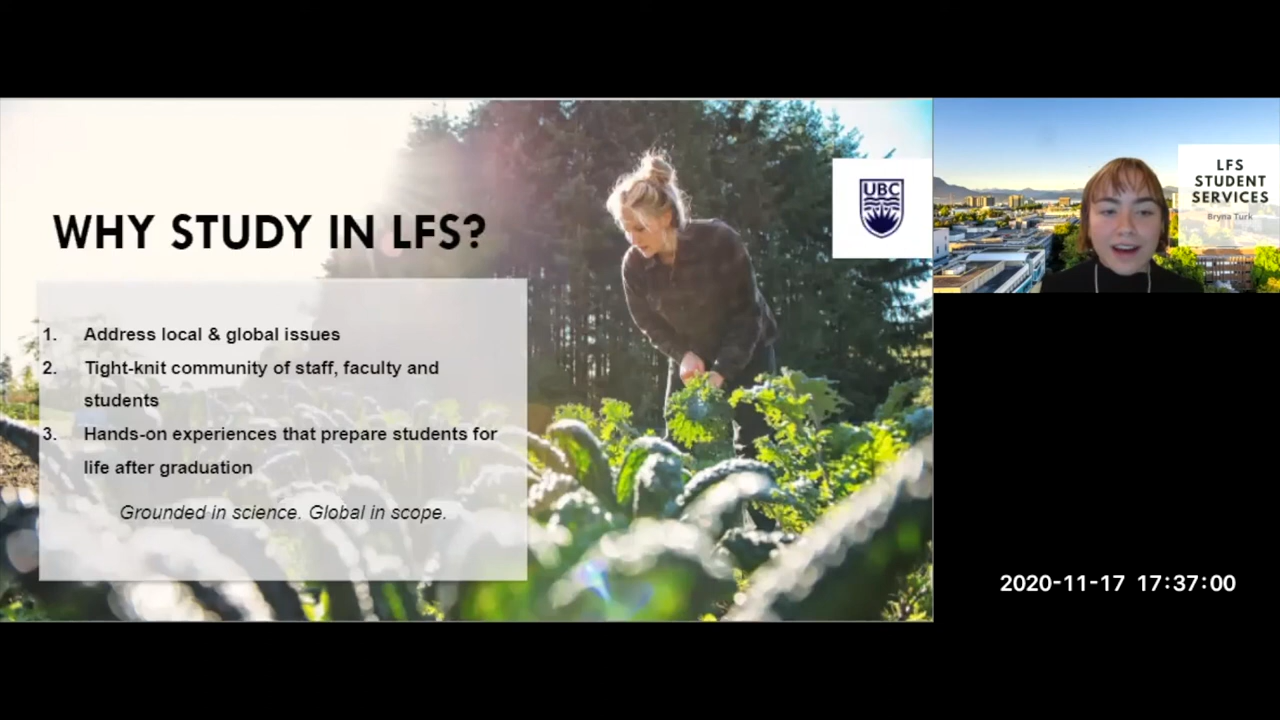 WHY STUDY IN LFS?
1. Address local & global issues
2. Tight-knit community of staff, faculty and
students
3. Hands-on experiences that prepare students for
life after graduation
Grounded in science. Global in scope.
UBC
LFS
STUDENT
SERVICES
Bryna Turk
2020-11-17 17:37:00